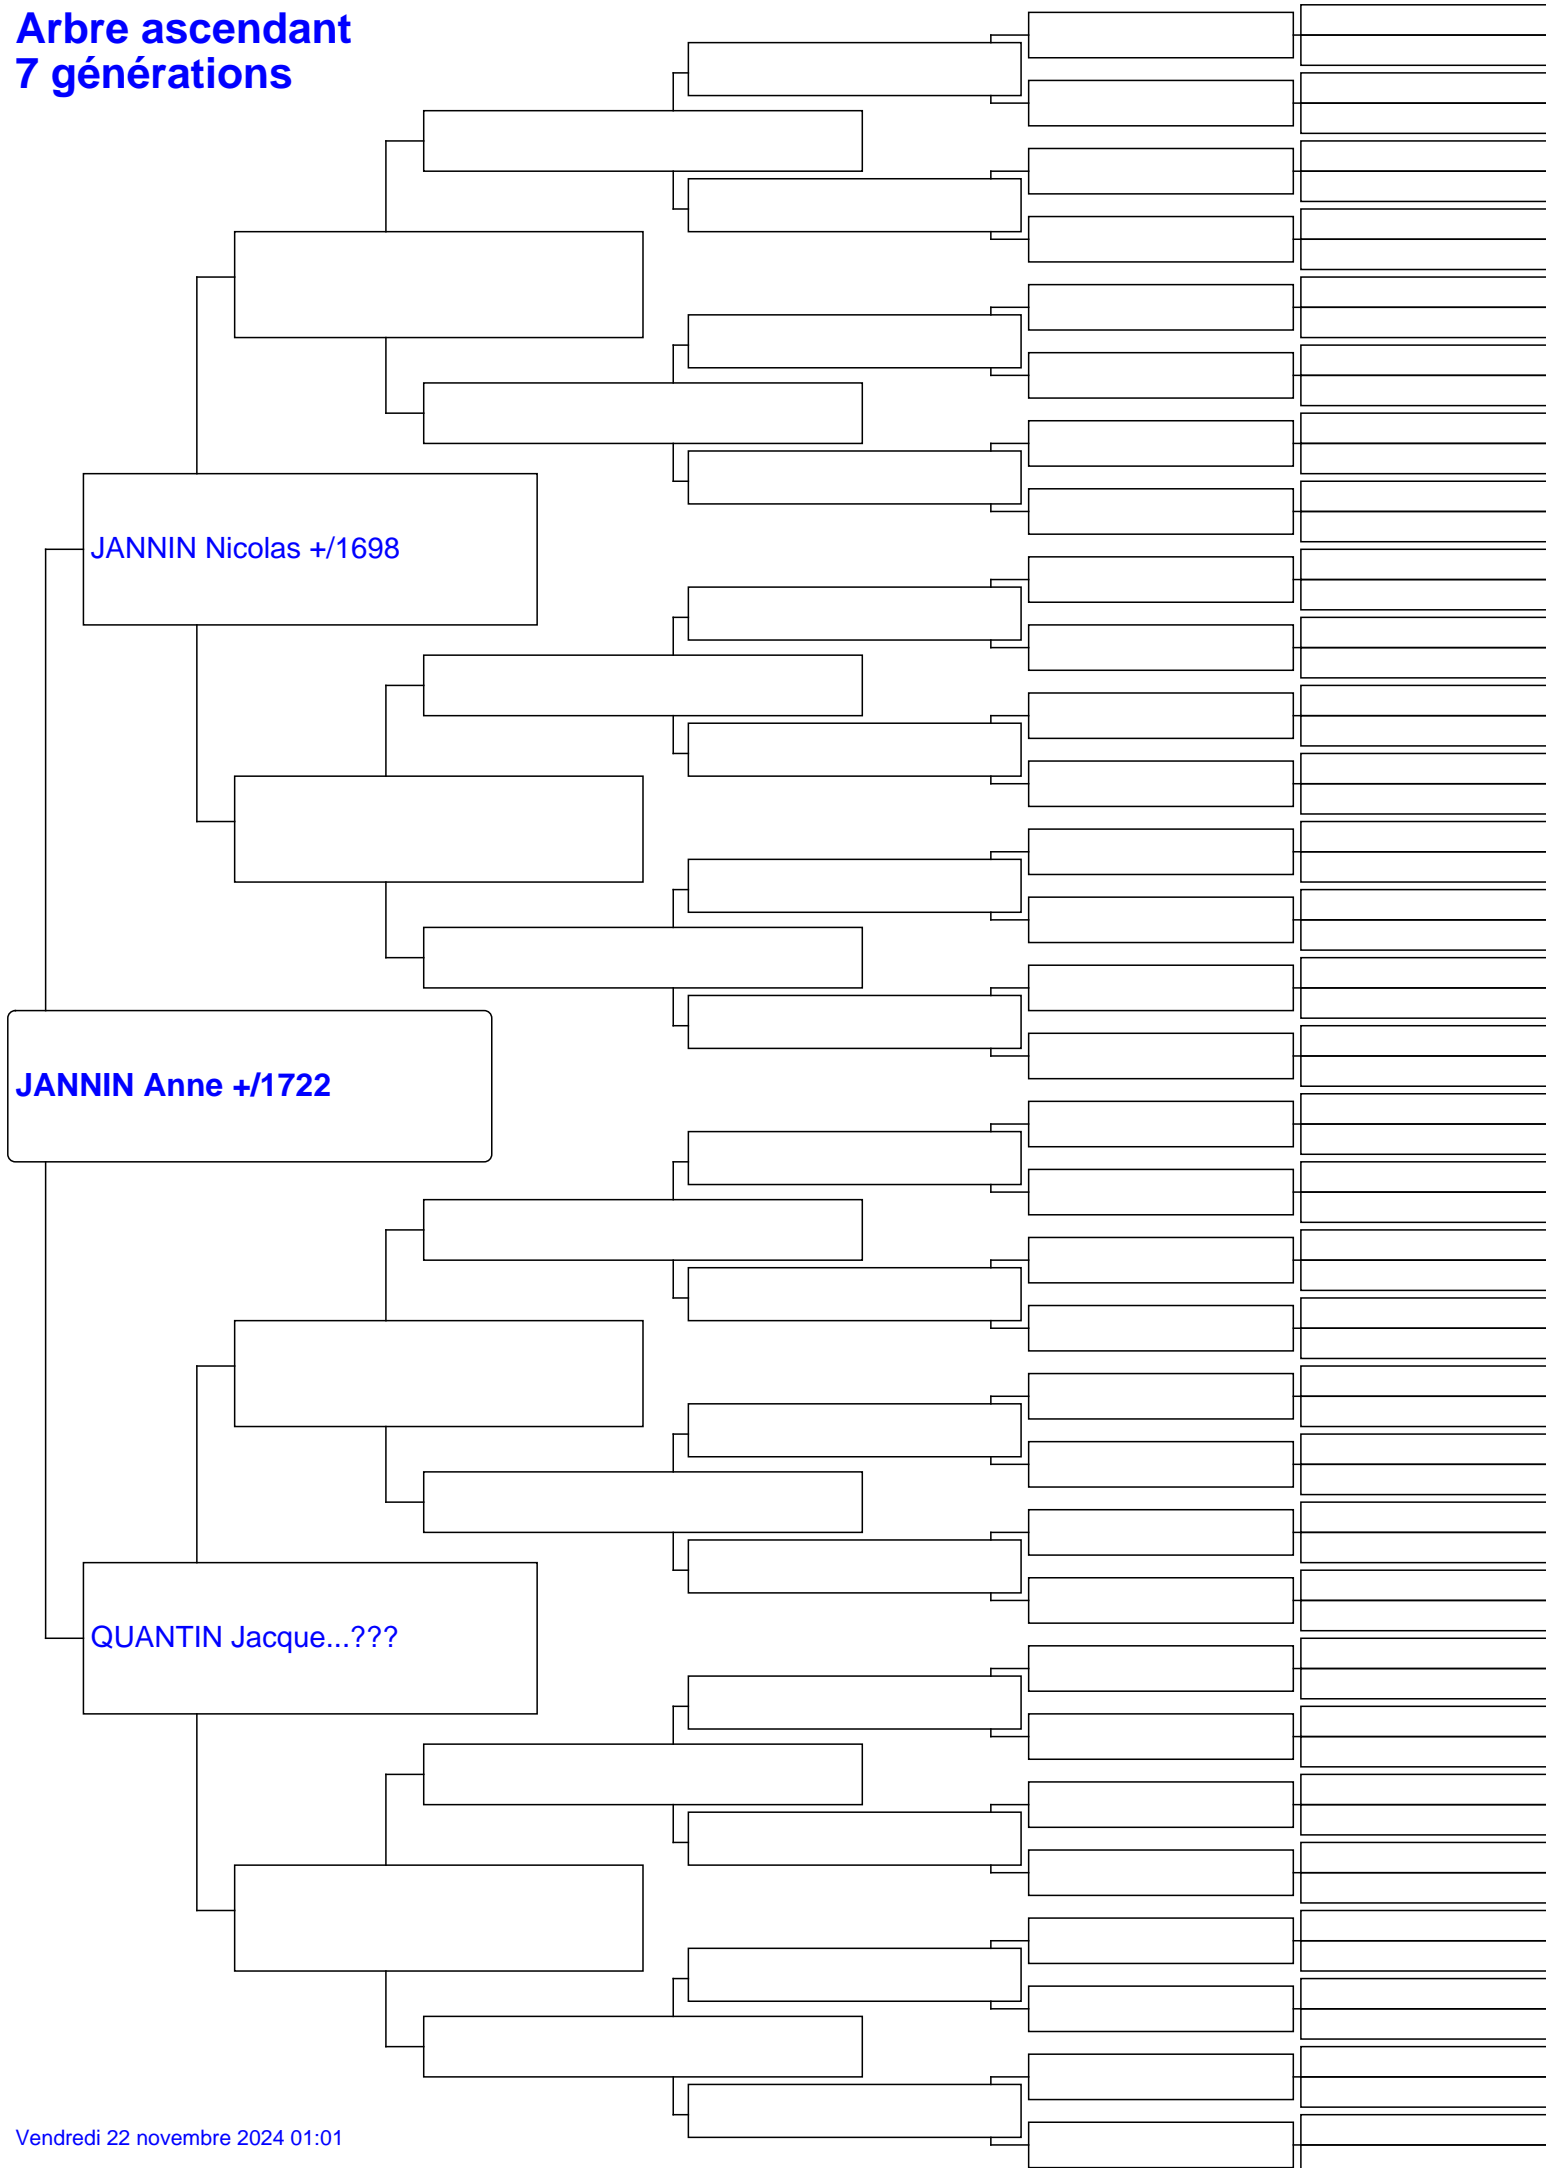 Arbre ascendant
7 générations
JANNIN Nicolas +/1698
JANNIN Anne +/1722
QUANTIN Jacque...???
Vendredi 22 novembre 2024 01:01